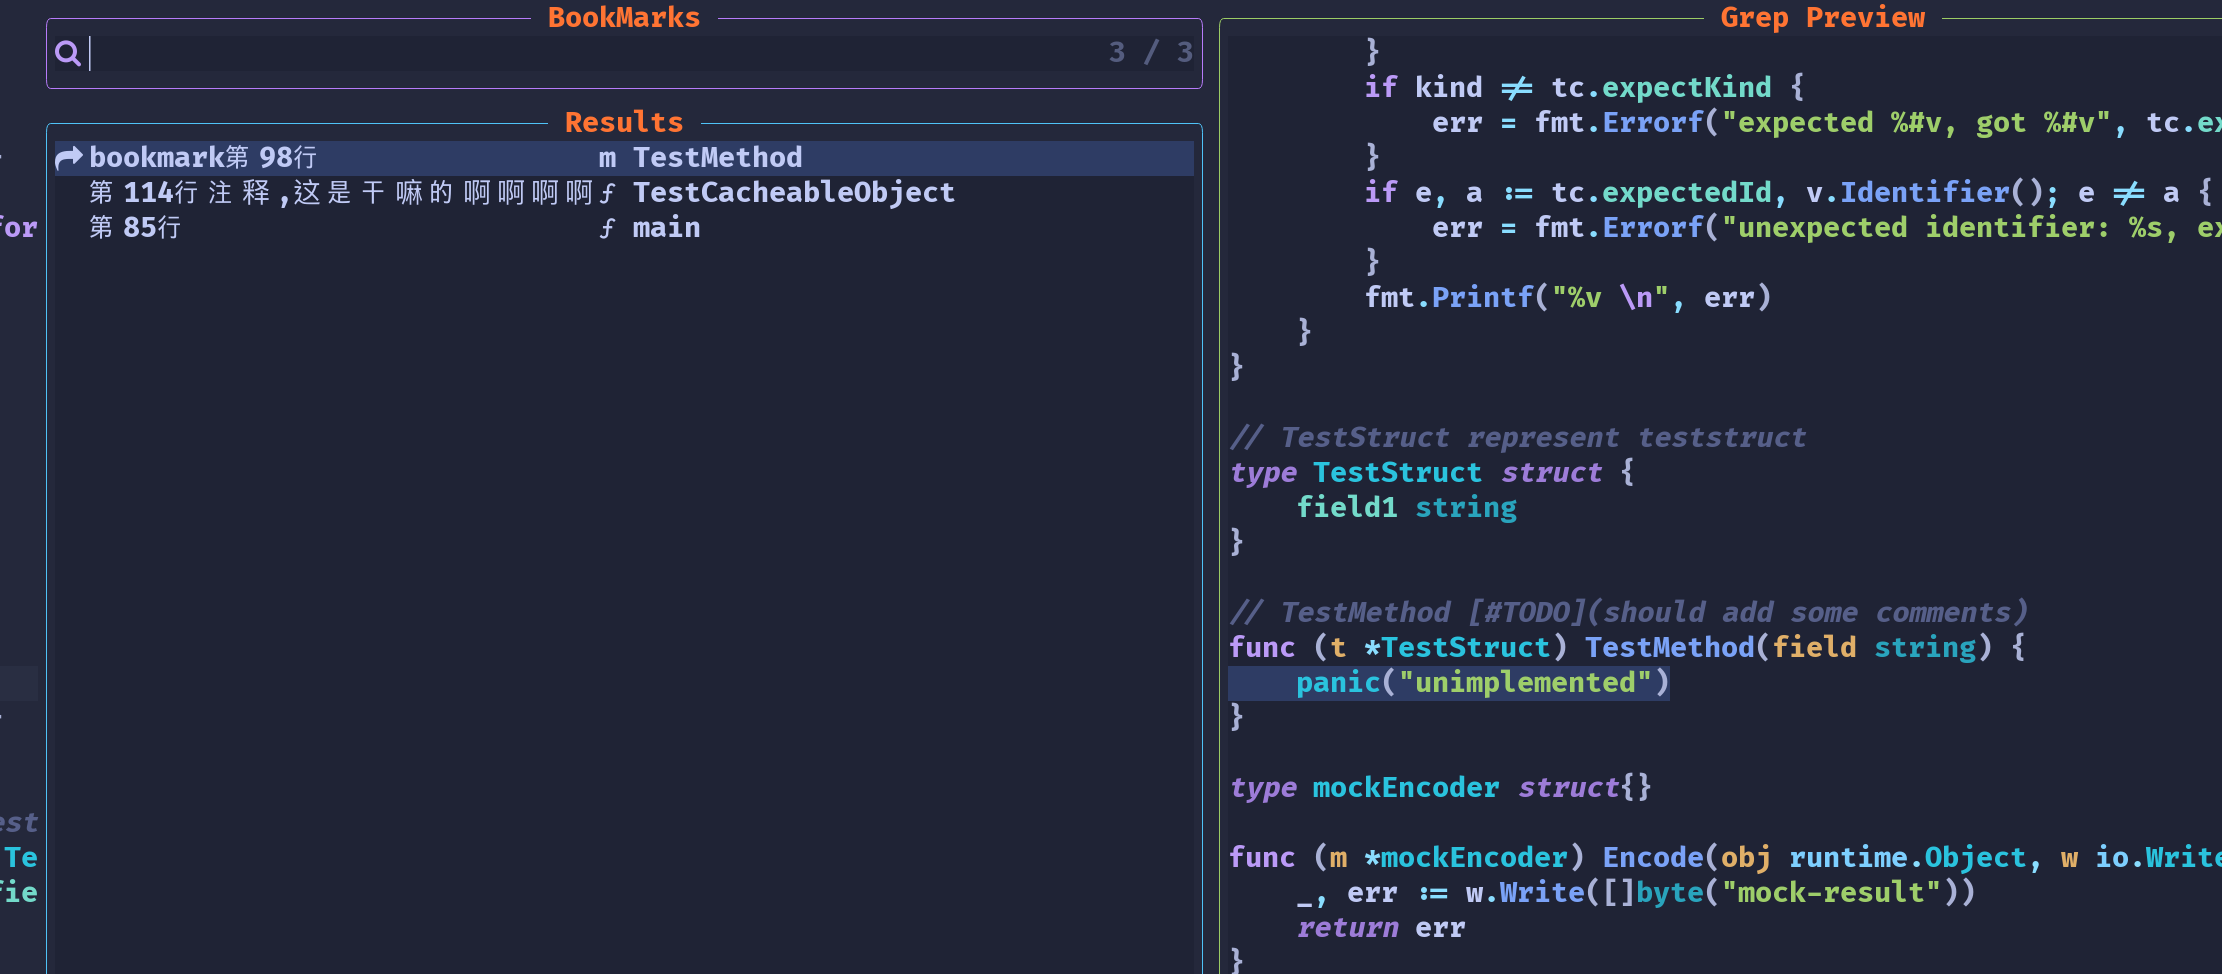 BookMarks
3 / 3
Results
bookmark第 98行 m TestMethod
第 114行 注 释 ,这 是 干 嘛 的 啊 啊 啊 啊 ƒ TestCacheableObject
第 85行 ƒ main
for
est
Te
fie
Grep Preview
}
if kind ≠ tc.expectKind {
err = fmt.Errorf("expected %#v, got %#v", tc.ex
}
if e, a := tc.expectedId, v.Identifier(); e ≠ a {
err = fmt.Errorf("unexpected identifier: %s, ex
}
fmt.Printf("%v \n", err)
}
}
// TestStruct represent teststruct
type TestStruct struct {
field1 string
}
// TestMethod [#TODO](should add some comments)
func (t *TestStruct) TestMethod(field string) {
panic("unimplemented")
}
type mockEncoder struct{}
func (m *mockEncoder) Encode(obj runtime.Object, w io.Write
_, err := w.Write([]byte("mock-result"))
return err
}